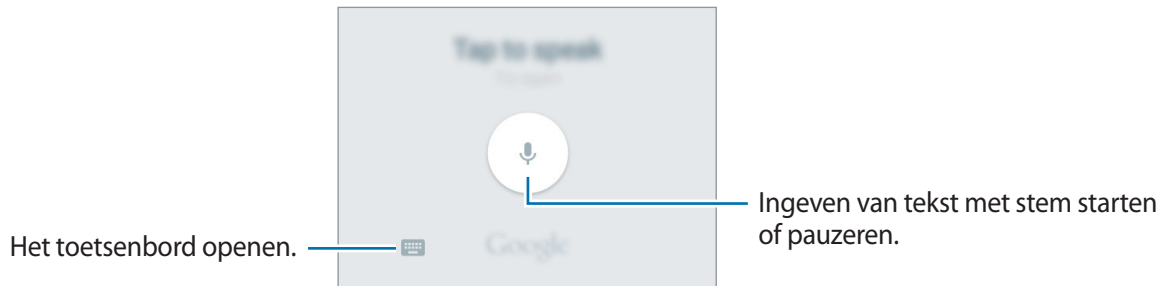 Tap to speak
Ingeven van tekst met stem starten
of pauzeren.
Het toetsenbord openen.
Google